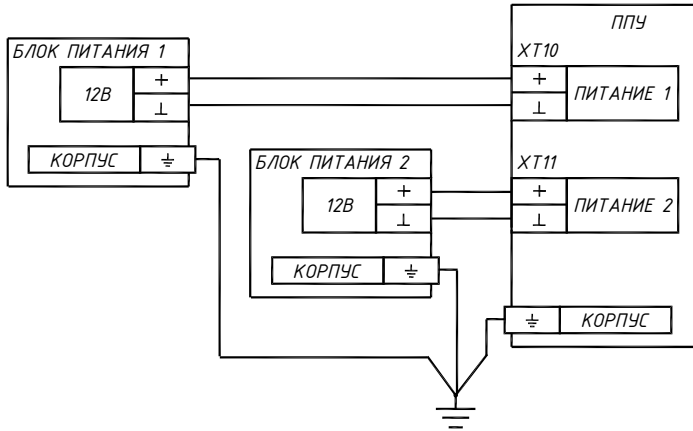 ППУ
БЛОК ПИТАНИЯ 1
XT10
12В
+
+
ПИТАНИЕ 1
⊥
⊥
КОРПУС
БЛОК ПИТАНИЯ 2
XT11
12В
+
+
ПИТАНИЕ 2
⊥
⊥
КОРПУС
КОРПУС